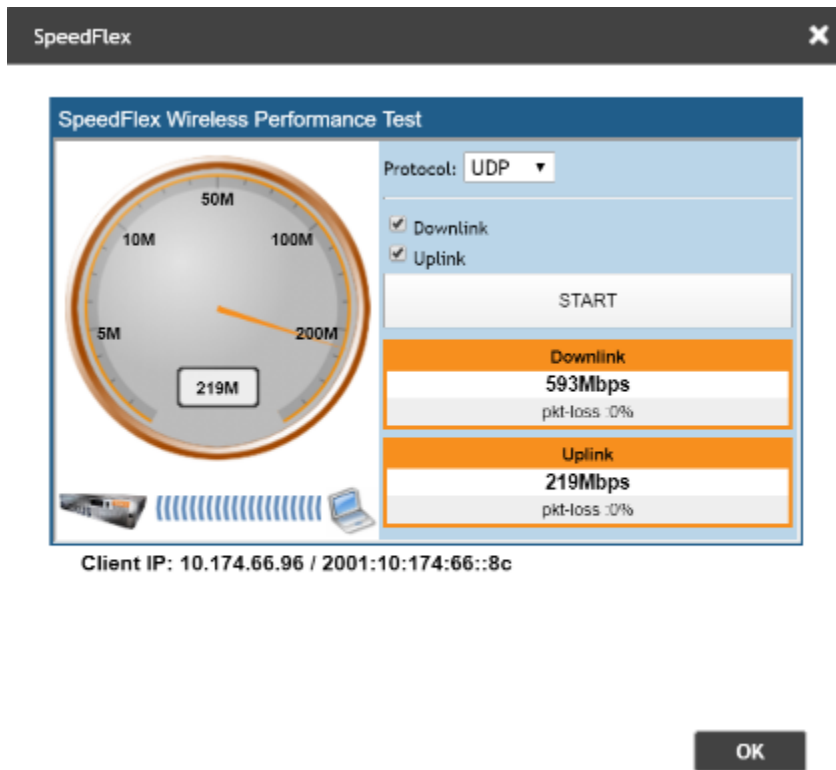 SpeedFlex
SpeedFlex Wireless Performance Test
50M
10M
100M
5M
200M
219M
Protocol: UDP
Downlink
Uplink
START
Downlink
593Mbps
pkt-loss :0%
Uplink
219Mbps
pkt-loss :0%
Client IP: 10.174.66.96 / 2001:10:174:66::8c
OK